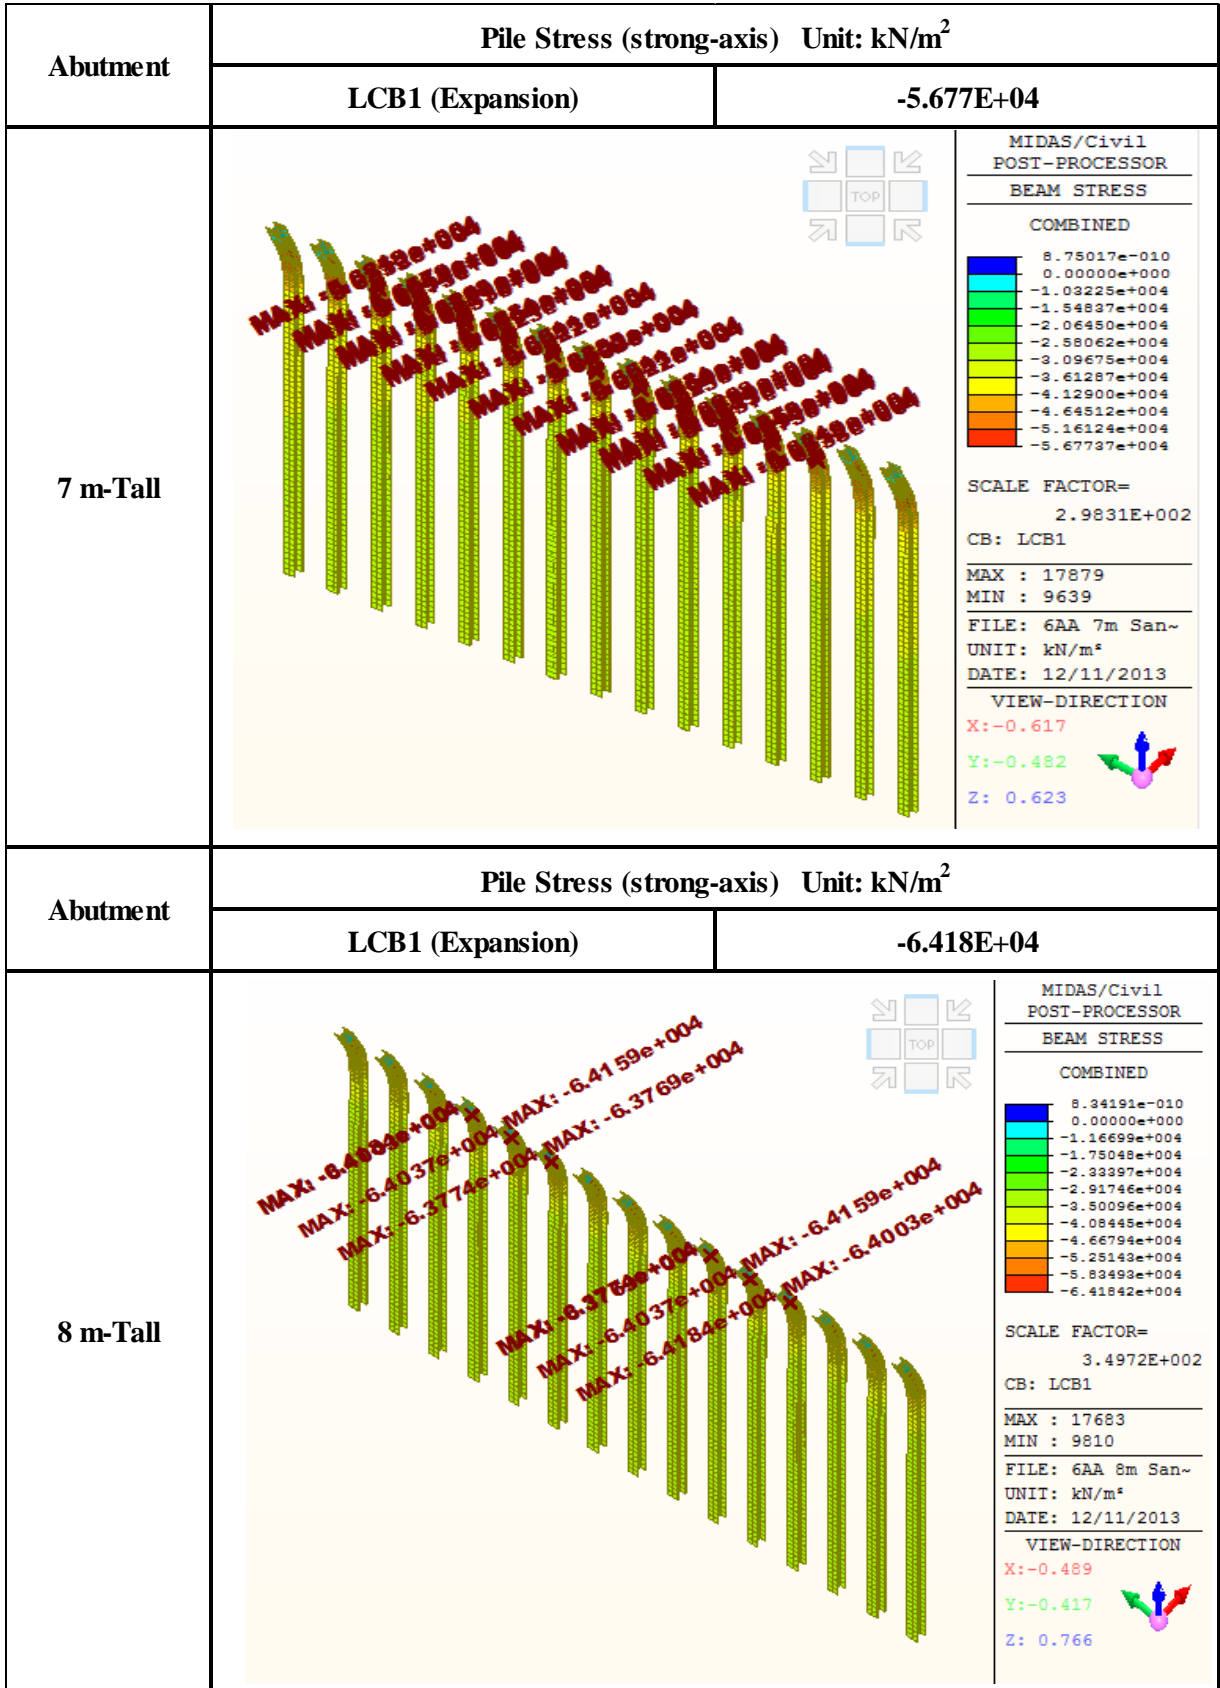 Abutment
Pile Stress (strong-axis) Unit: kN/m²
LCB1 (Expansion)
-5.677E+04
7 m-Tall
TOP
MIDAS/Civil
POST-PROCESSOR
BEAM STRESS
COMBINED
8.75017e-010
0.00000e+000
-1.03225e+004
-1.54837e+004
-2.06450e+004
-2.58062e+004
-3.09675e+004
-3.61287e+004
-4.12900e+004
-4.64512e+004
-5.16124e+004
-5.67737e+004
SCALE FACTOR=
2.9831E+002
CB: LCB1
MAX : 17879
MIN : 9639
FILE: 6AA 7m San~
UNIT: kN/m²
DATE: 12/11/2013
VIEW-DIRECTION
X:-0.617
Y:-0.482
Z: 0.623
Abutment
Pile Stress (strong-axis) Unit: kN/m²
LCB1 (Expansion)
-6.418E+04
8 m-Tall
MAX: -6.4159e+004
MAX: -6.3769e+004
MAX: -6.4037e+004
MAX: -6.3774e+004
MAX: -6.4159e+004
MAX: -6.4003e+004
MAX: -6.4037e+004
MAX: -6.4184e+004
TOP
MIDAS/Civil
POST-PROCESSOR
BEAM STRESS
COMBINED
8.34191e-010
0.00000e+000
-1.16699e+004
-1.75048e+004
-2.33397e+004
-2.91746e+004
-3.50096e+004
-4.08445e+004
-4.66794e+004
-5.25143e+004
-5.83493e+004
-6.41842e+004
SCALE FACTOR=
3.4972E+002
CB: LCB1
MAX : 17683
MIN : 9810
FILE: 6AA 8m San~
UNIT: kN/m²
DATE: 12/11/2013
VIEW-DIRECTION
X:-0.489
Y:-0.417
Z: 0.766